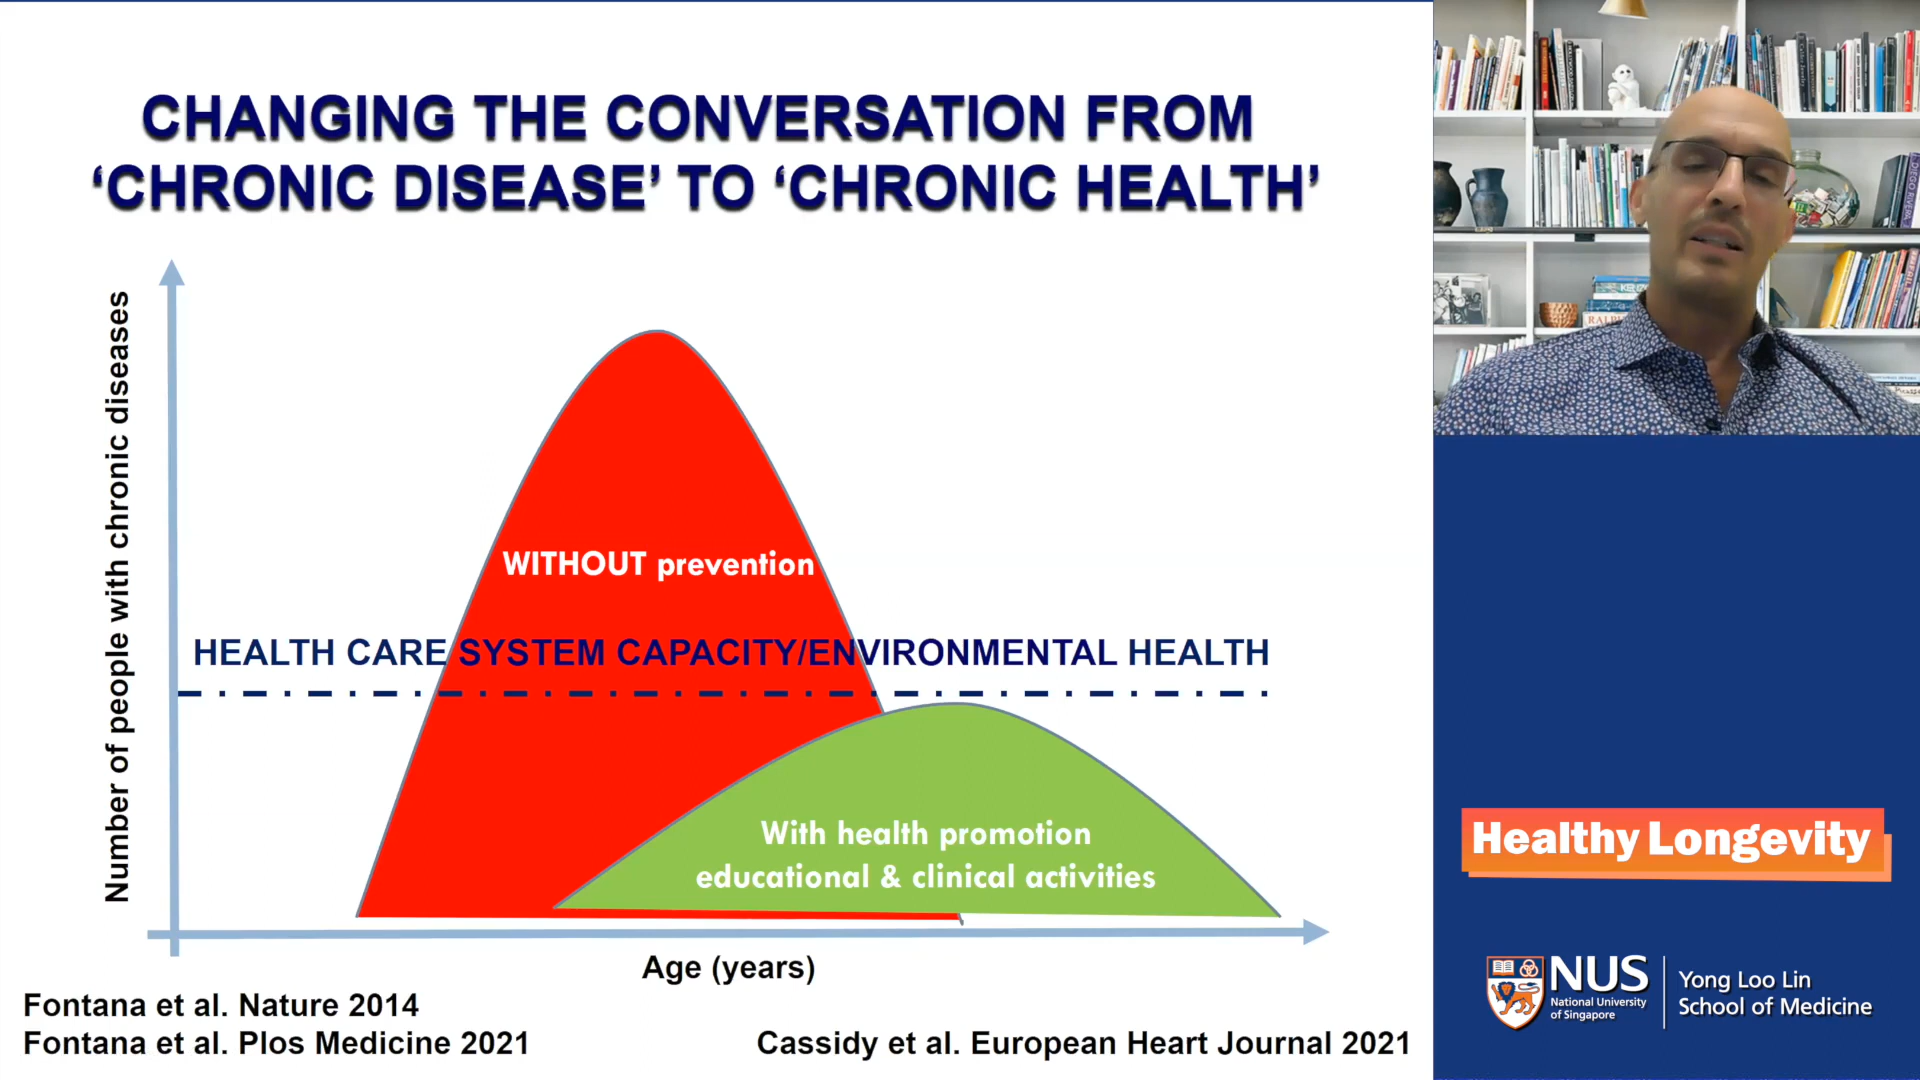 CHANGING THE CONVERSATION FROM
‘CHRONIC DISEASE’ TO ‘CHRONIC HEALTH’
Number of people with chronic diseases
WITHOUT prevention
HEALTH CARE SYSTEM CAPACITY/ENVIRONMENTAL HEALTH
With health promotion
educational & clinical activities
Age (years)
Fontana et al. Nature 2014
Fontana et al. Plos Medicine 2021
Cassidy et al. European Heart Journal 2021
DIEGO RIVERA
Healthy Longevity
NUS
National University
of Singapore
Yong Loo Lin
School of Medicine